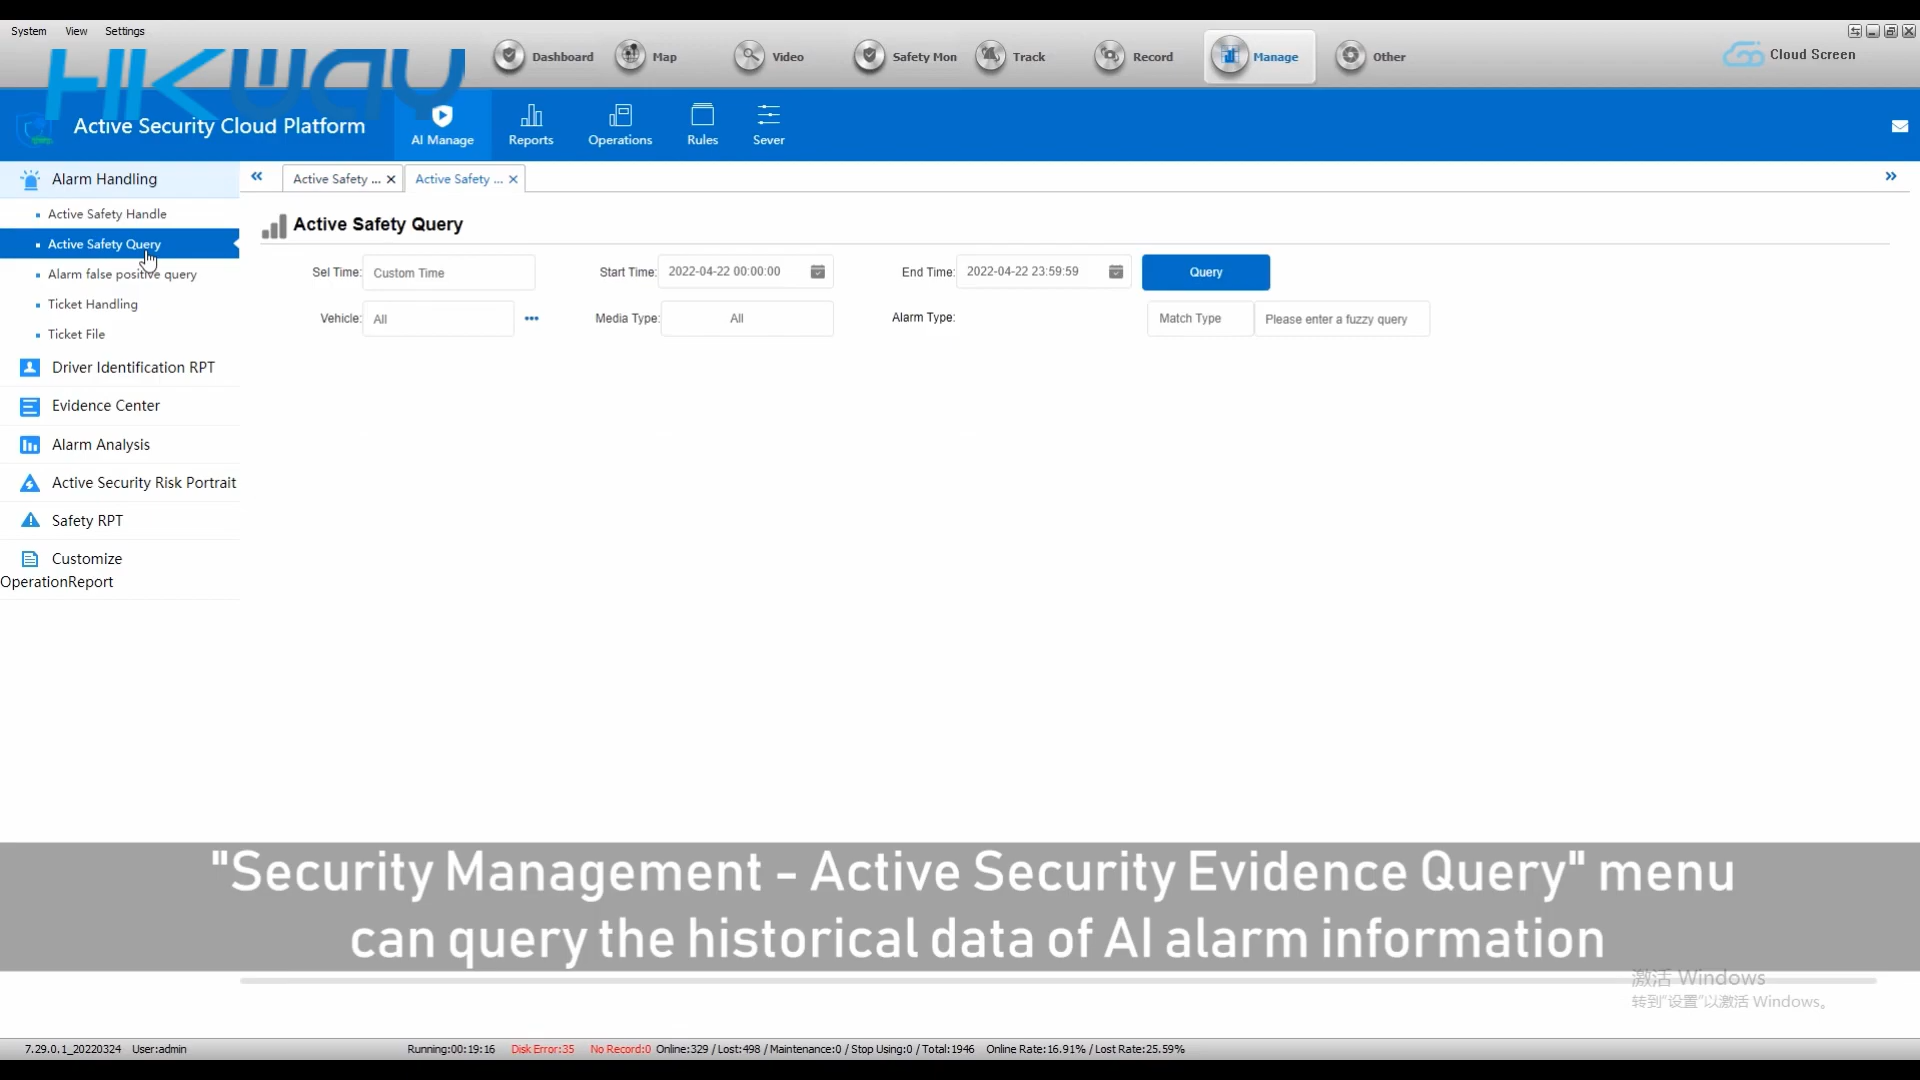 System View Settings
HKWAY
Dashboard Map Video Safety Mon Track Record Manage Other
Cloud Screen
Active Security Cloud Platform
AI Manage Reports Operations Rules Sever
Alarm Handling
Active Safety Handle
Active Safety Query
Alarm false positive query
Ticket Handling
Ticket File
Driver Identification RPT
Evidence Center
Alarm Analysis
Active Security Risk Portrait
Safety RPT
Customize
OperationReport
Active Safety ... Active Safety ...
Active Safety Query
Sel Time: Custom Time Start Time: 2022-04-22 00:00:00 End Time: 2022-04-22 23:59:59 Query
Vehicle: All ••• Media Type: All Alarm Type: Match Type Please enter a fuzzy query
"Security Management - Active Security Evidence Query" menu
can query the historical data of AI alarm information
激活 Windows
转到"设置"以激活 Windows。
7.29.0.1_20220324 User:admin Running:00:19:16 Disk Error:35 No Record:0 Online:329 / Lost:498 / Maintenance:0 / Stop Using:0 / Total:1946 Online Rate:16.91% / Lost Rate:25.59%